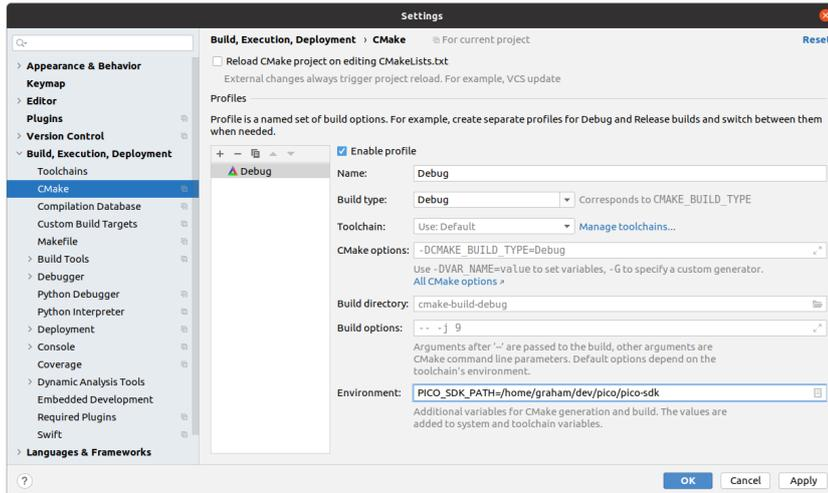 Settings
Build, Execution, Deployment › CMake For current project Reset
Reload CMake project on editing CMakeLists.txt
External changes always trigger project reload. For example, VCS update
Profiles
Profile is a named set of build options. For example, create separate profiles for Debug and Release builds and switch between them
when needed.
Appearance & Behavior
Keymap
Editor
Plugins
Version Control
Build, Execution, Deployment
Toolchains
CMake
Compilation Database
Custom Build Targets
Makefile
Build Tools
Debugger
Python Debugger
Python Interpreter
Deployment
Console
Coverage
Dynamic Analysis Tools
Embedded Development
Required Plugins
Swift
Languages & Frameworks
Debug
Enable profile
Name: Debug
Build type: Debug Corresponds to CMAKE_BUILD_TYPE
Toolchain: Use: Default Manage toolchains...
CMake options: -DCMAKE_BUILD_TYPE=Debug
Use -DVAR_NAME=value to set variables, -G to specify a custom generator.
All CMake options ↗
Build directory: cmake-build-debug
Build options: -- -j 9
Arguments after '--' are passed to the build, other arguments are
CMake command line parameters. Default options depend on the
toolchain's environment.
Environment: PICO_SDK_PATH=/home/graham/dev/pico/pico-sdk
Additional variables for CMake generation and build. The values are
added to system and toolchain variables.
? OK Cancel Apply